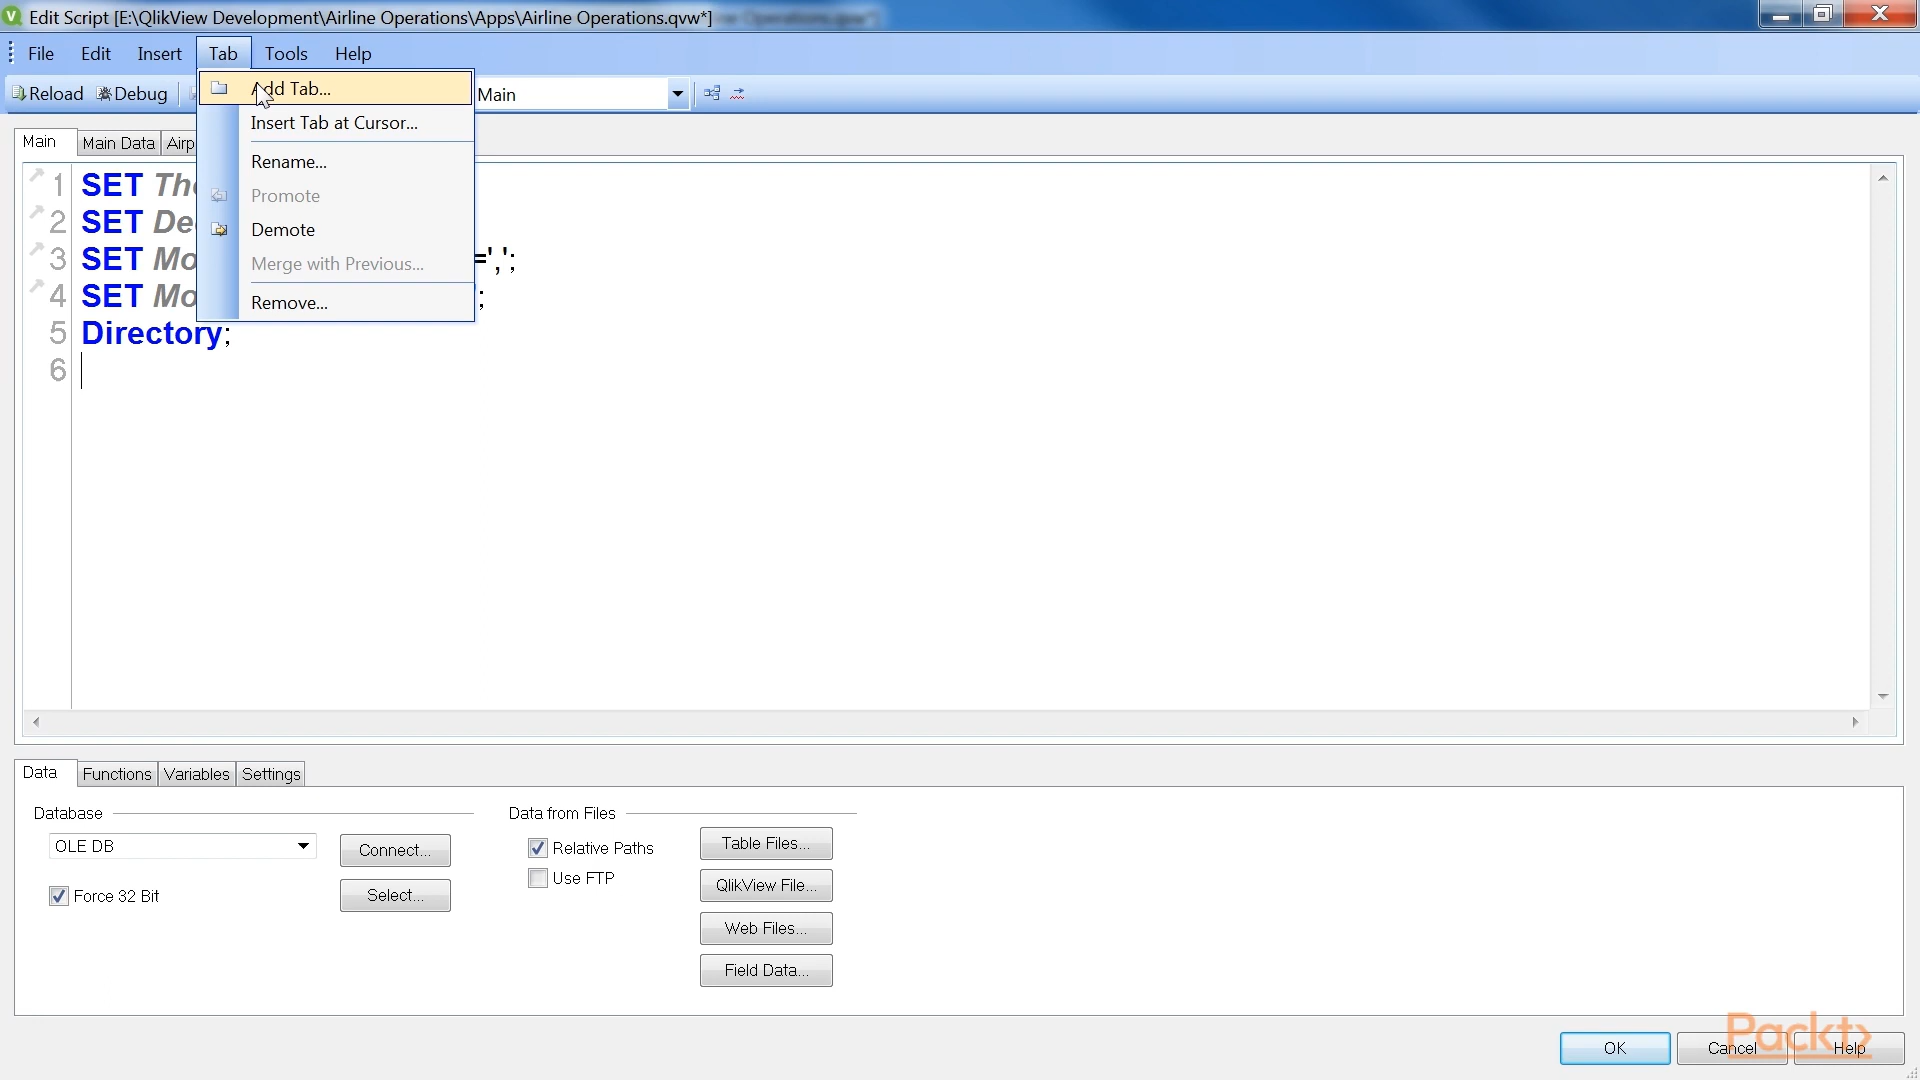 Edit Script [E:\QlikView Development\Airline Operations\Apps\Airline Operations.qvw*]
File Edit Insert Tab Tools Help
Reload Debug Main
Add Tab...
Insert Tab at Cursor...
Rename...
Promote
Demote
Merge with Previous...
Remove...
Main Main Data Airp
1 SET Tho
2 SET De
3 SET Mo =',';
4 SET Mo ;
5 Directory;
6
Data Functions Variables Settings
Database
OLE DB
Connect...
Force 32 Bit
Select...
Data from Files
Relative Paths
Use FTP
Table Files...
QlikView File...
Web Files...
Field Data...
OK Cancel Help
Packt